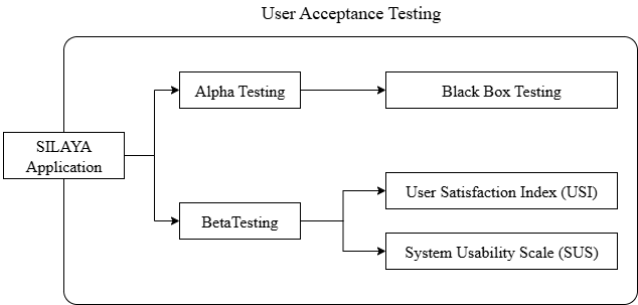 User Acceptance Testing
Alpha Testing
Black Box Testing
SILAYA
Application
User Satisfaction Index (USI)
BetaTesting
System Usability Scale (SUS)